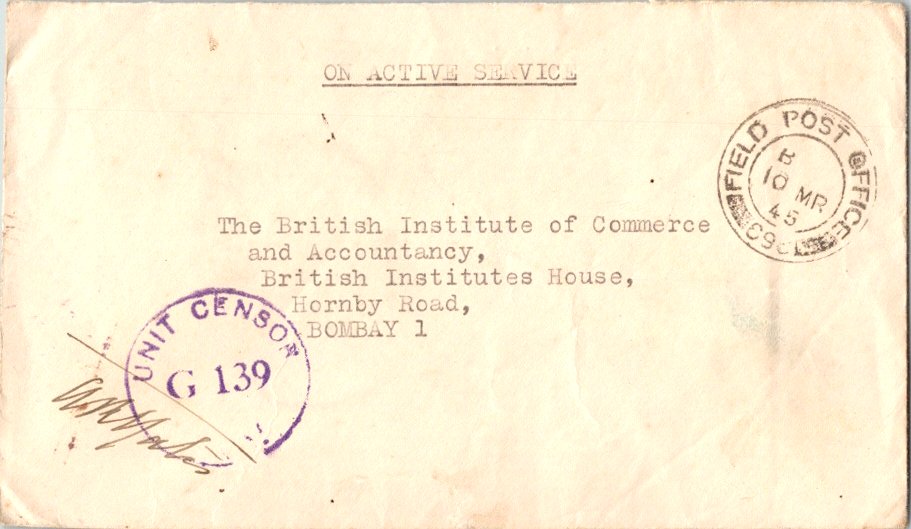 ON ACTIVE SERVICE
FIELD POST OFFICE
B
10 MR
45
The British Institute of Commerce
and Accountancy,
British Institutes House,
Hornby Road,
BOMBAY 1
UNIT CENSOR
G 139